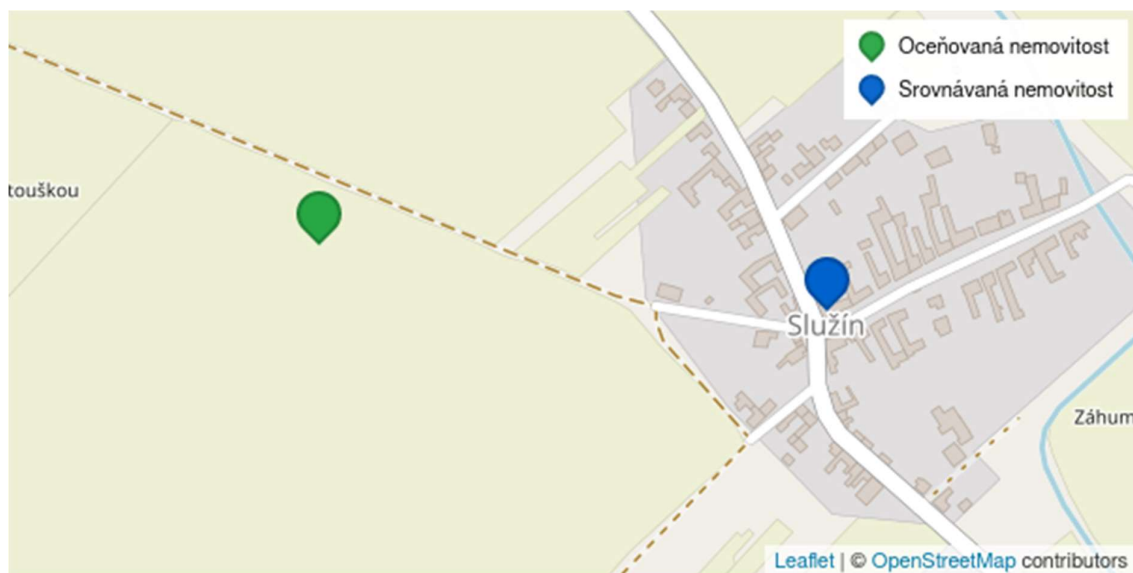 Oceňovaná nemovitost
Srovnávaná nemovitost
touškou
Služín
Záhum
Leaflet | © OpenStreetMap contributors